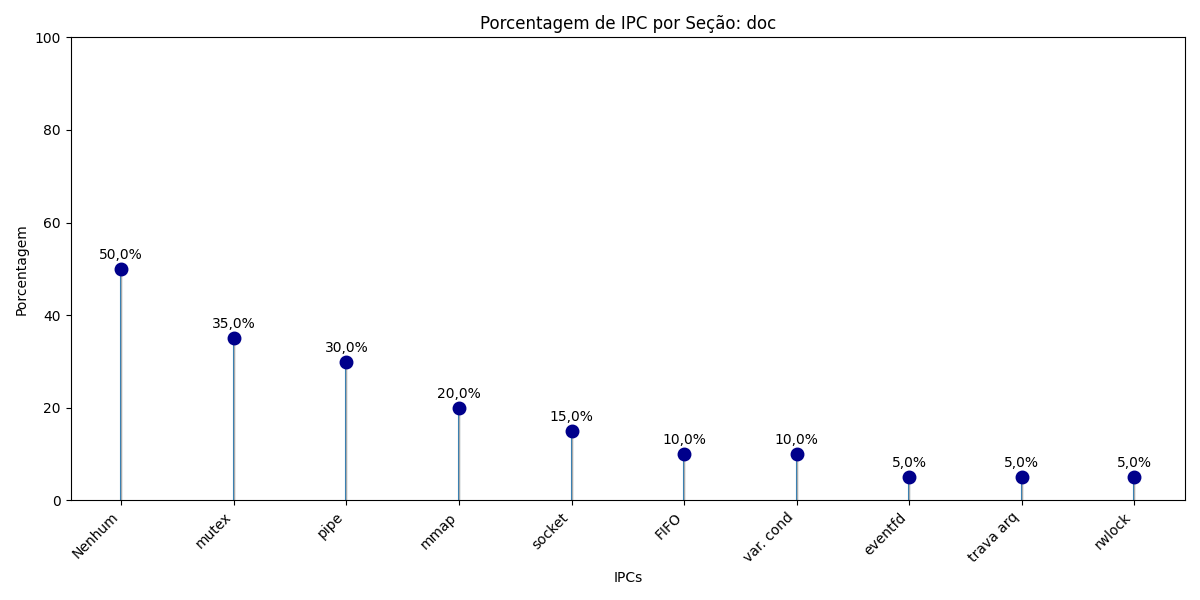 Porcentagem de IPC por Seção: doc
Porcentagem
100
80
60
40
20
0
50,0%
35,0%
30,0%
20,0%
15,0%
10,0%
10,0%
5,0%
5,0%
5,0%
Nenhum
mutex
pipe
mmap
socket
FIFO
var. cond
eventfd
trava arq
rwlock
IPCs